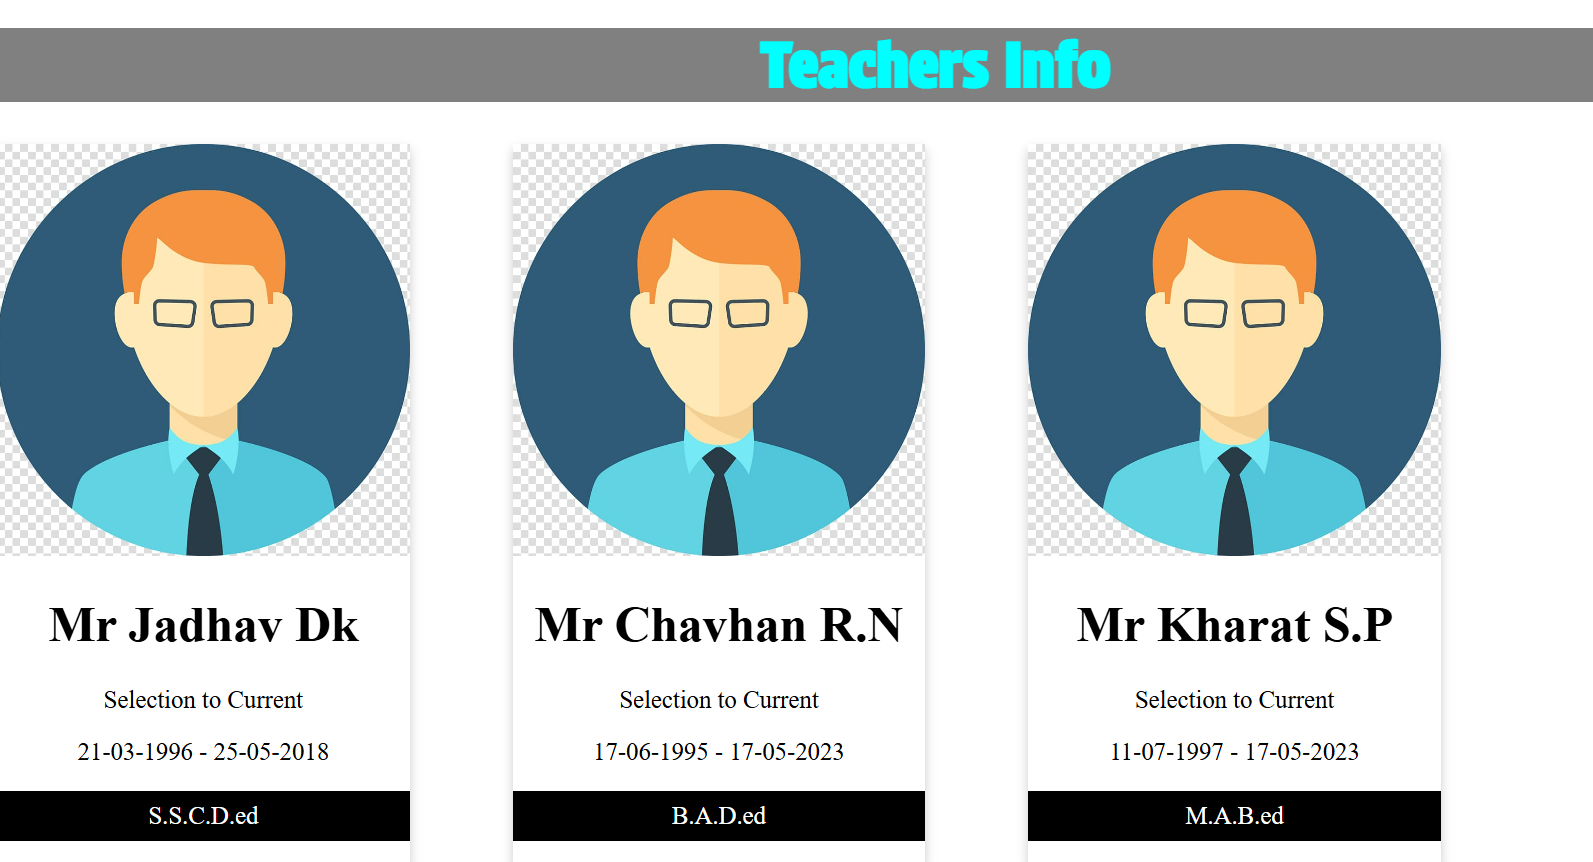 Teachers Info
Mr Jadhav Dk
Selection to Current
21-03-1996 - 25-05-2018
S.S.C.D.ed
Mr Chavhan R.N
Selection to Current
17-06-1995 - 17-05-2023
B.A.D.ed
Mr Kharat S.P
Selection to Current
11-07-1997 - 17-05-2023
M.A.B.ed